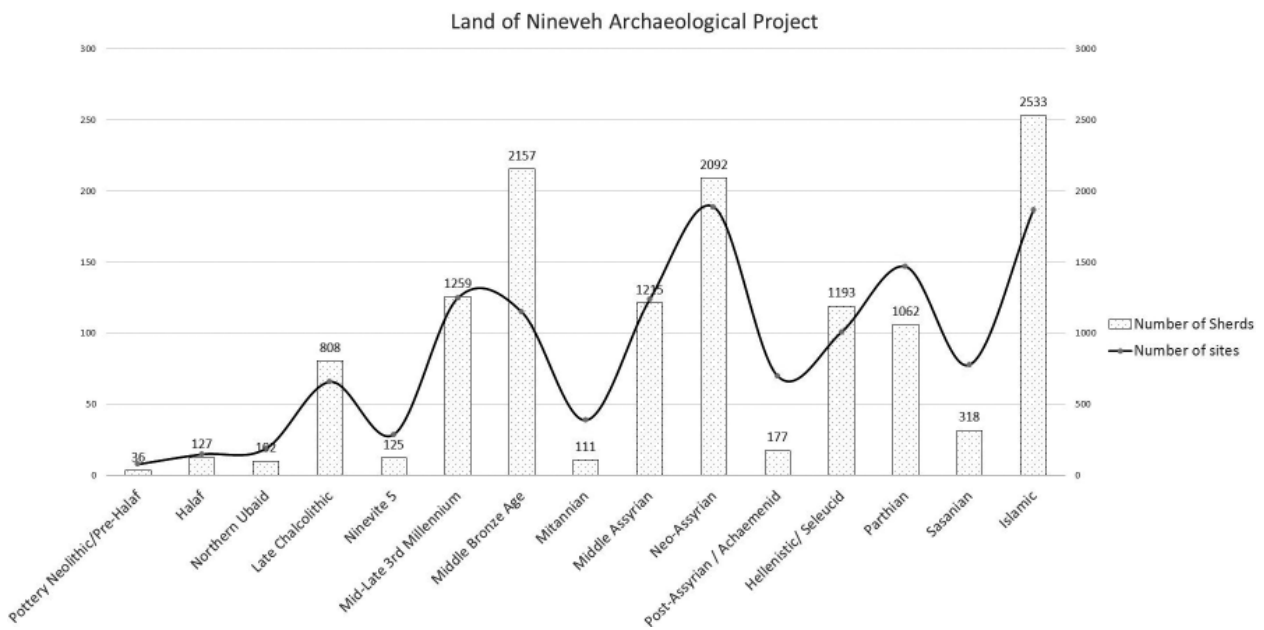 Land of Nineveh Archaeological Project
300
250
200
150
100
50
0
3000
2500
2000
1500
1000
500
0
36
127
102
808
125
1259
2157
111
1215
2092
177
1193
1062
318
2533
Number of Sherds
Number of sites
Pottery Neolithic/Pre-Halaf
Halaf
Northern Ubaid
Late Chalcolithic
Ninevite 5
Mid-Late 3rd Millennium
Middle Bronze Age
Mitannian
Middle Assyrian
Neo-Assyrian
Post-Assyrian / Achaemenid
Hellenistic/ Seleucid
Parthian
Sasanian
Islamic